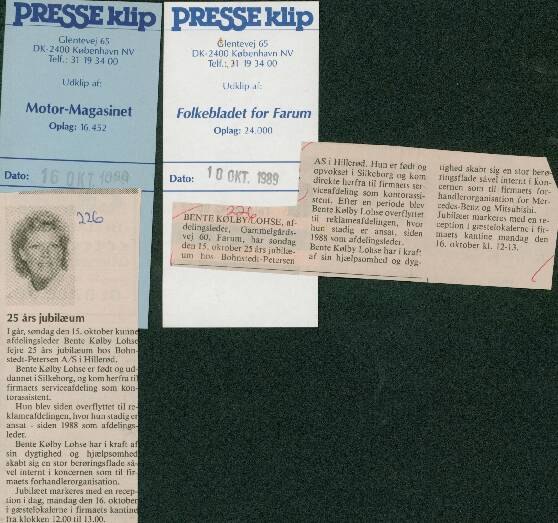 PRESSE klip
Glentevej 65
DK-2400 København NV
Telf.: 31 19 34 00
Udklip af:
Motor-Magasinet
Oplag: 16.452
Dato: 16 OKT. 1989
226
25 års jubilæum
I går, søndag den 15. oktober kunne
afdelingsleder Bente Kølby Lohse
fejre 25 års jubilæum hos Bohn-
stedt-Petersen A/S i Hillerød.
Bente Kølby Lohse er født og ud-
dannet i Silkeborg, og kom herfra til
firmaets serviceafdeling som kon-
torassistent.
Hun blev siden overflyttet til re-
klameafdelingen, hvor hun stadig er
ansat - siden 1988 som afdelings-
leder.
Bente Kølby Lohse har i kraft af
sin dygtighed og hjælpsomhed
skabt sig en stor berøringsflade så-
vel internt i koncernen som til fir-
maets forhandlerorganisation.
Jubilæet markeres med en recep-
tion i dag, mandag den 16. oktober
i gæstelokalerne i firmaets kantine
fra klokken 12.00 til 13.00.
PRESSE klip
Glentevej 65
DK-2400 København NV
Telf.: 31 19 34 00
Udklip af:
Folkebladet for Farum
Oplag: 24.000
Dato: 10 OKT. 1989
BENTE KØLBY LOHSE, af-
delingsleder, Gammelgårds-
vej 60, Farum, har søndag
den 15. oktober 25 års jubilæ-
um hos Bohnstedt-Petersen
AS i Hillerød. Hun er født og
opvokset i Silkeborg og kom
direkte herfra til firmaets ser-
viceafdeling som kontorassi-
stent. Efter en periode blev
Bente Kølby Lohse overflyttet
til reklameafdelingen, hvor
hun stadig er ansat, siden
1988 som afdelingsleder.
Bente Kølby Lohse har i kraft
af sin hjælpsomhed og dyg-
tighed skabt sig en stor berø-
ringsflade såvel internt i kon-
cernen som til firmaets for-
handlerorganisation for Mer-
cedes-Benz og Mitsubishi.
Jubilæet markeres med en re-
ception i gæstelokalerne i fir-
maets kantine mandag den
16. oktober kl. 12-13.